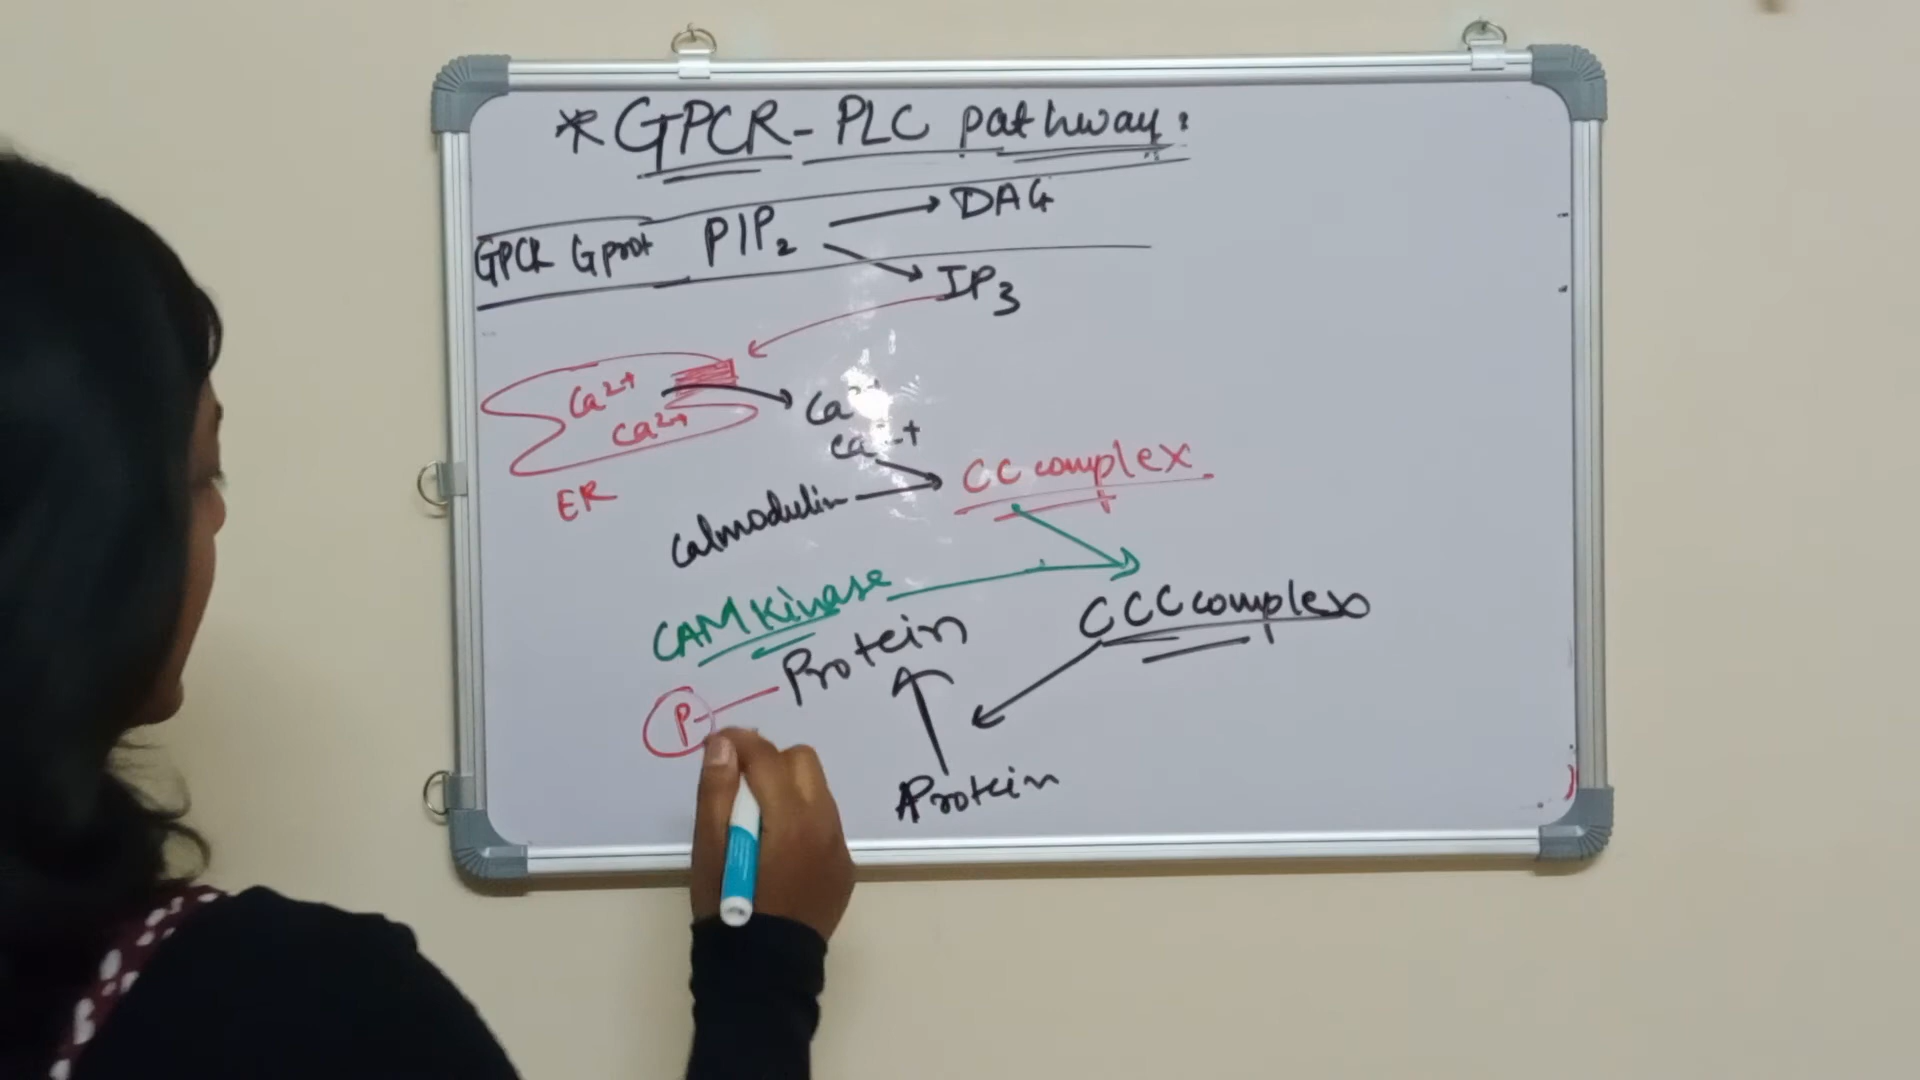 * GPCR - PLC pathway:
GPCR G prot PIP2 → DAG
→ IP3
Ca2+
Ca2+
ER
Ca2+
Ca2+
Calmodulin → CC complex
CAM Kinase
CCC complex
P - Protein
Protein